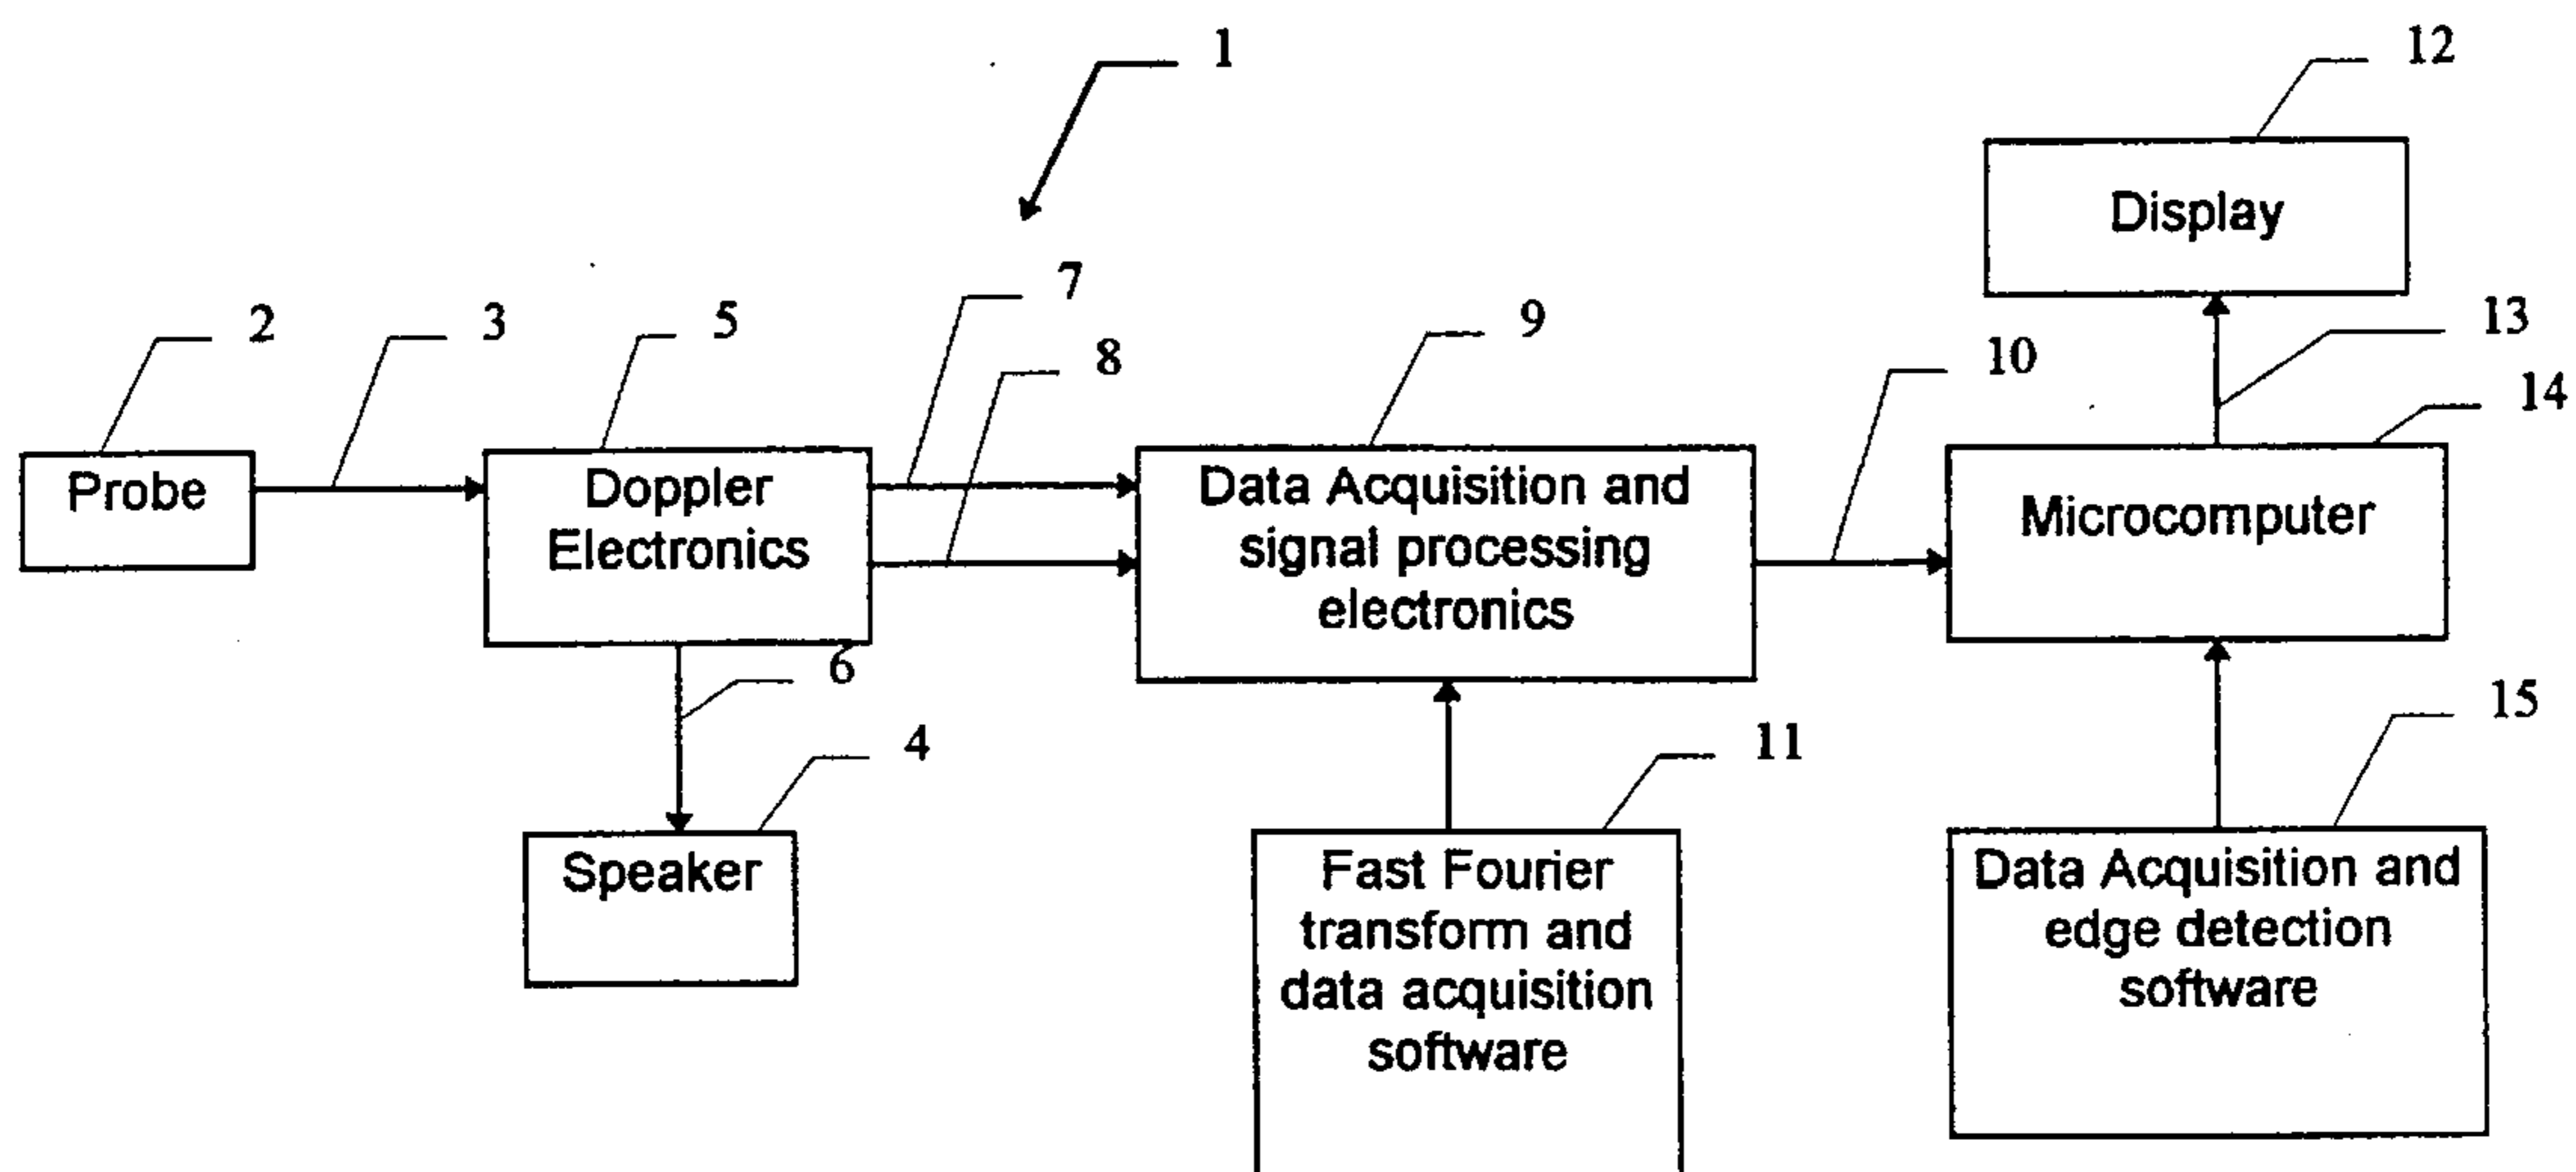 1
12
Display
7
2
3
5
9
13
8
10
14
Probe
Doppler
Electronics
Data Acquisition and
signal processing
electronics
Microcomputer
6
4
11
15
Speaker
Fast Fourier
transform and
data acquisition
software
Data Acquisition and
edge detection
software